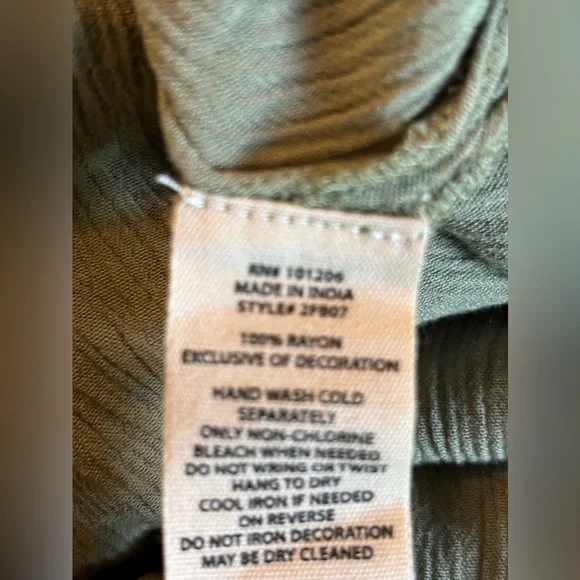 RN# 101206
MADE IN INDIA
STYLE# 2FB07
100% RAYON
EXCLUSIVE OF DECORATION
HAND WASH COLD
SEPARATELY
ONLY NON-CHLORINE
BLEACH WHEN NEEDED
DO NOT WRING OR TWIST
HANG TO DRY
COOL IRON IF NEEDED
ON REVERSE
DO NOT IRON DECORATION
MAY BE DRY CLEANED